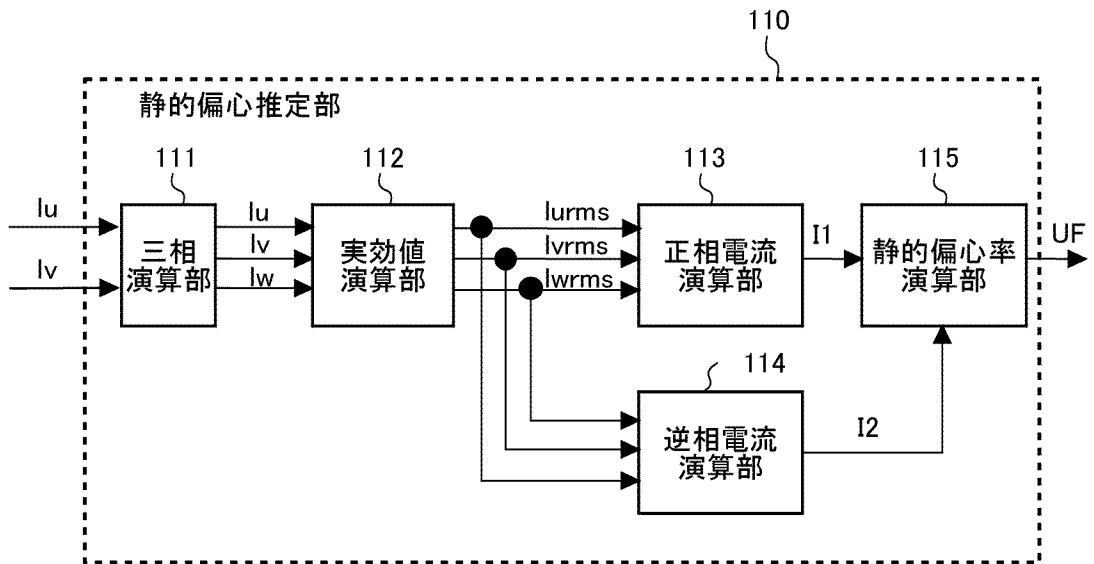 110
静的偏心推定部
111
112
113
115
Iu
Iv
三相
演算部
Iu
Iv
Iw
実効値
演算部
Iurms
Ivrms
Iwrms
正相電流
演算部
I1
静的偏心率
演算部
UF
114
逆相電流
演算部
I2